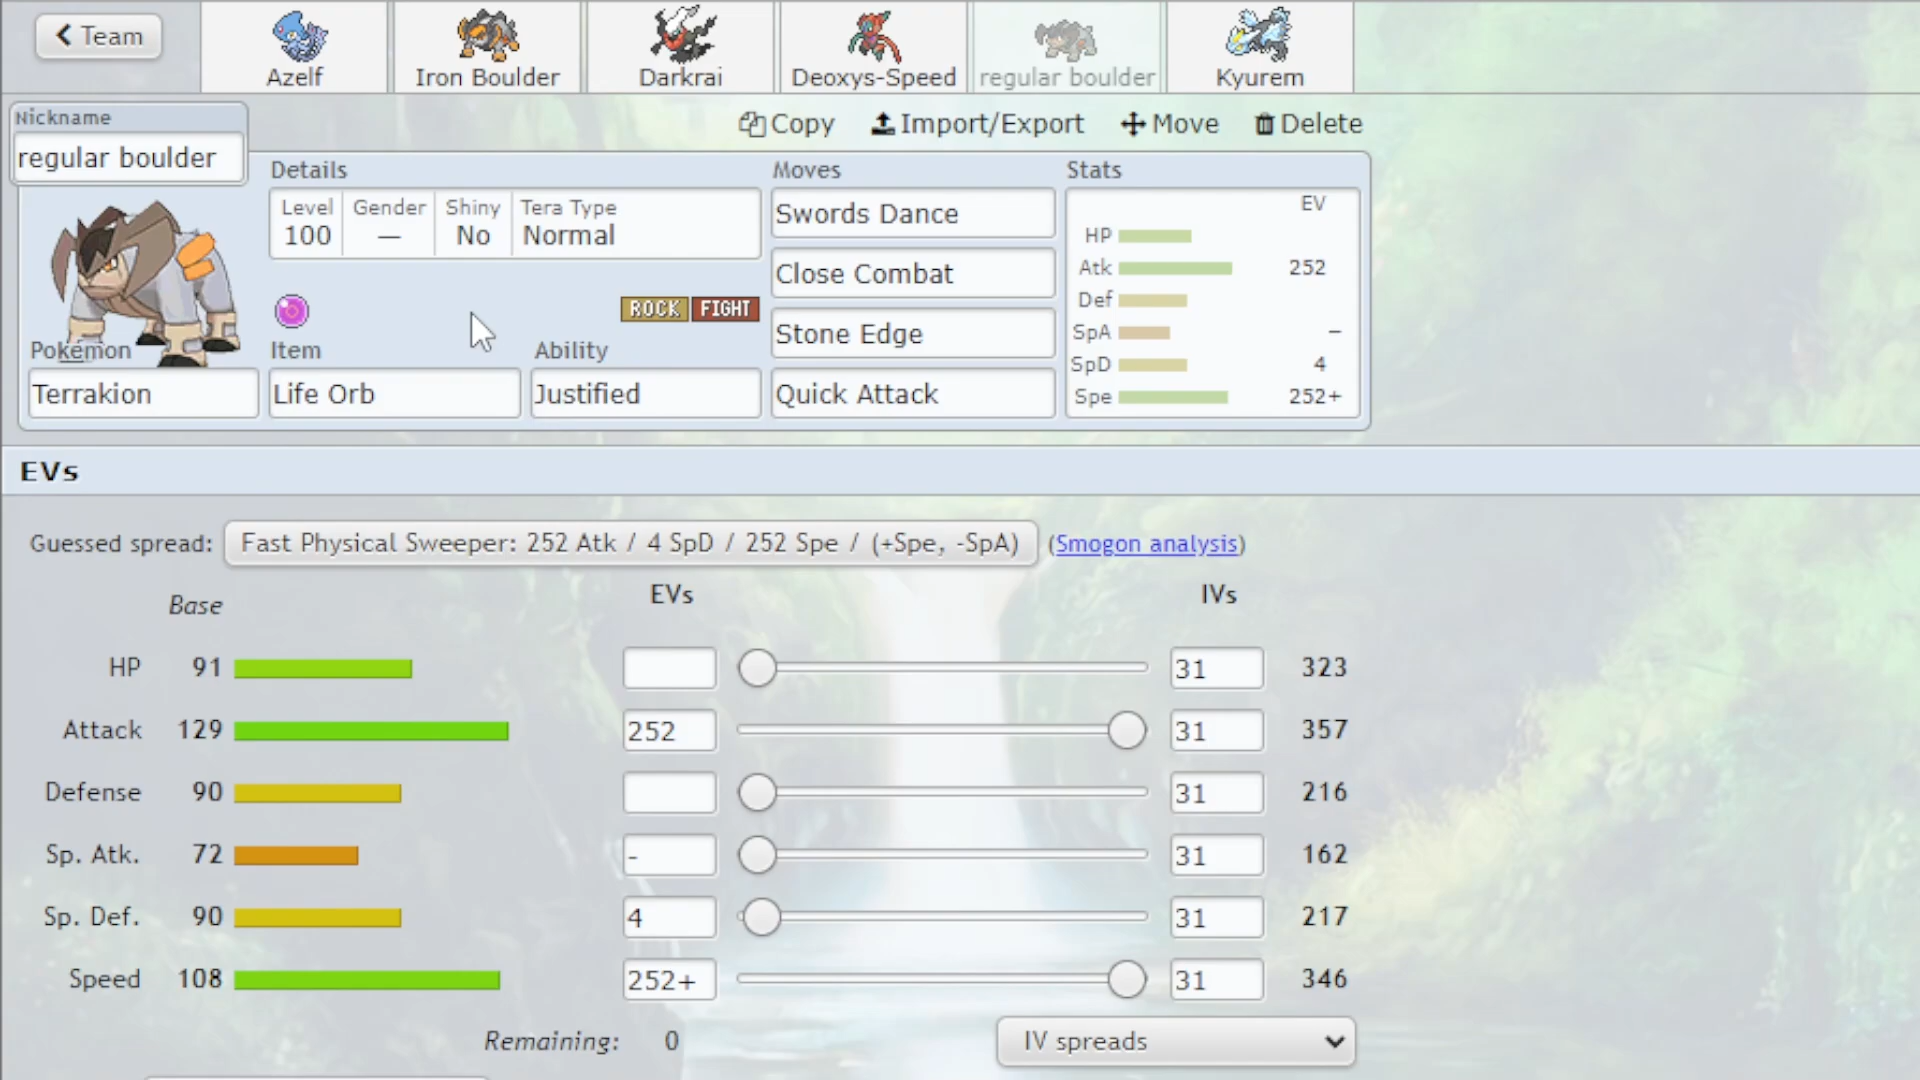 Team
Azelf
Iron Boulder
Darkrai
Deoxys-Speed
regular boulder
Kyurem
Copy
Import/Export
Move
Delete
Nickname
regular boulder
Details
Level
100
Gender
—
Shiny
No
Tera Type
Normal
ROCK FIGHT
Pokémon
Terrakion
Item
Life Orb
Ability
Justified
Moves
Swords Dance
Close Combat
Stone Edge
Quick Attack
Stats
EV
HP
Atk 252
Def
SpA –
SpD 4
Spe 252+
EVs
Guessed spread: Fast Physical Sweeper: 252 Atk / 4 SpD / 252 Spe / (+Spe, -SpA) (Smogon analysis)
Base EVs IVs
HP 91 31 323
Attack 129 252 31 357
Defense 90 31 216
Sp. Atk. 72 - 31 162
Sp. Def. 90 4 31 217
Speed 108 252+ 31 346
Remaining: 0 IV spreads